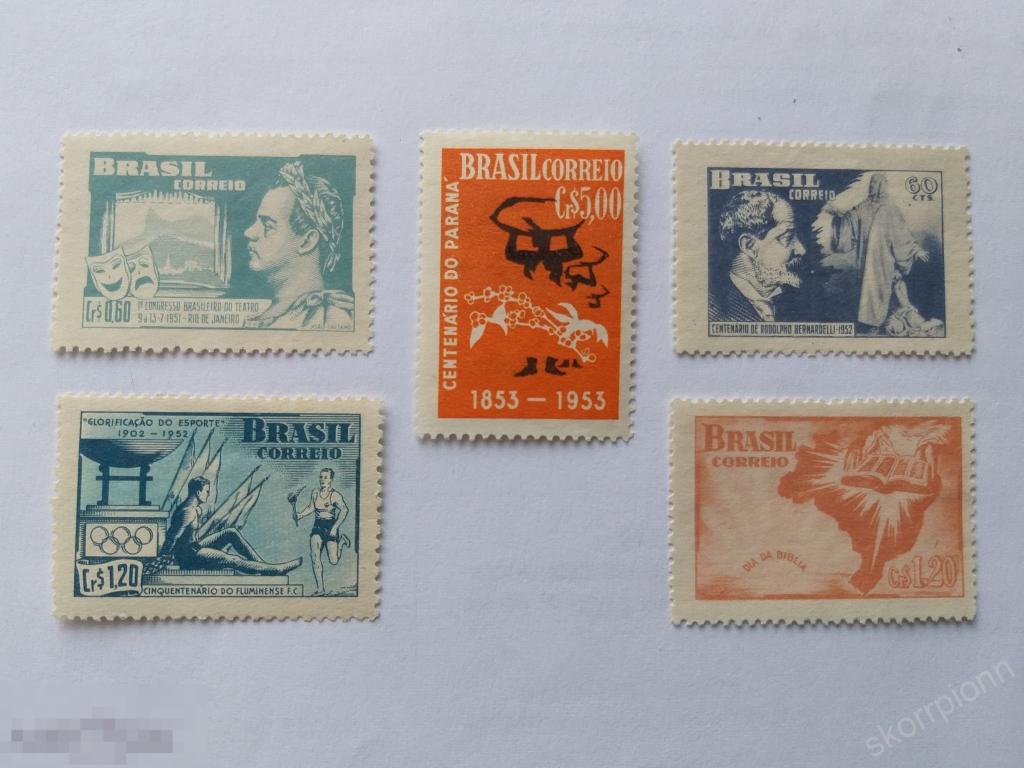 BRASIL
CORREIO
Cr$ 0,60
1º CONGRESSO BRASILEIRO DO TEATRO
9 a 13-7-1951 - RIO DE JANEIRO
JOÃO CAETANO
BRASIL CORREIO
Cr$5,00
CENTENÁRIO DO PARANÁ
1853 — 1953
BRASIL
CORREIO
60
CTS.
CENTENÁRIO DE RODOLPHO BERNARDELLI-1952
"GLORIFICAÇÃO DO ESPORTE"
1902 - 1952
BRASIL
CORREIO
Cr$ 1,20
CINQUENTENÁRIO DO FLUMINENSE F.C.
BRASIL
CORREIO
DIA DA BIBLIA
Cr$ 1.20
skorrpionn